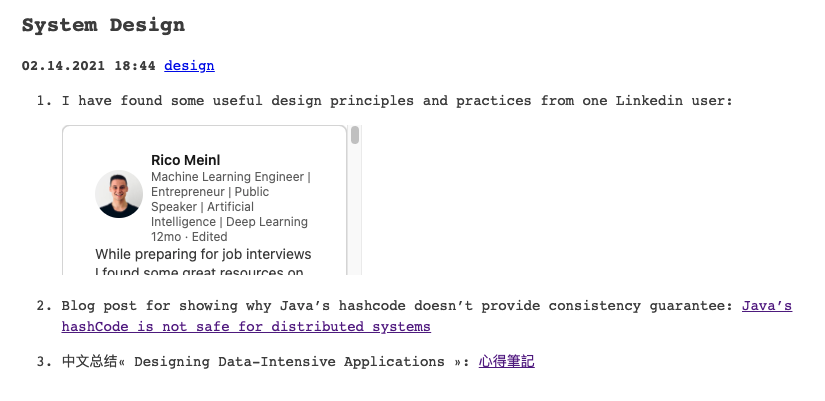 System Design
02.14.2021 18:44 design
1. I have found some useful design principles and practices from one Linkedin user:
Rico Meinl
Machine Learning Engineer |
Entrepreneur | Public
Speaker | Artificial
Intelligence | Deep Learning
12mo · Edited
While preparing for job interviews
I found some great resources on
2. Blog post for showing why Java’s hashcode doesn’t provide consistency guarantee: Java’s
hashCode is not safe for distributed systems
3. 中文总结« Designing Data-Intensive Applications »: 心得筆記